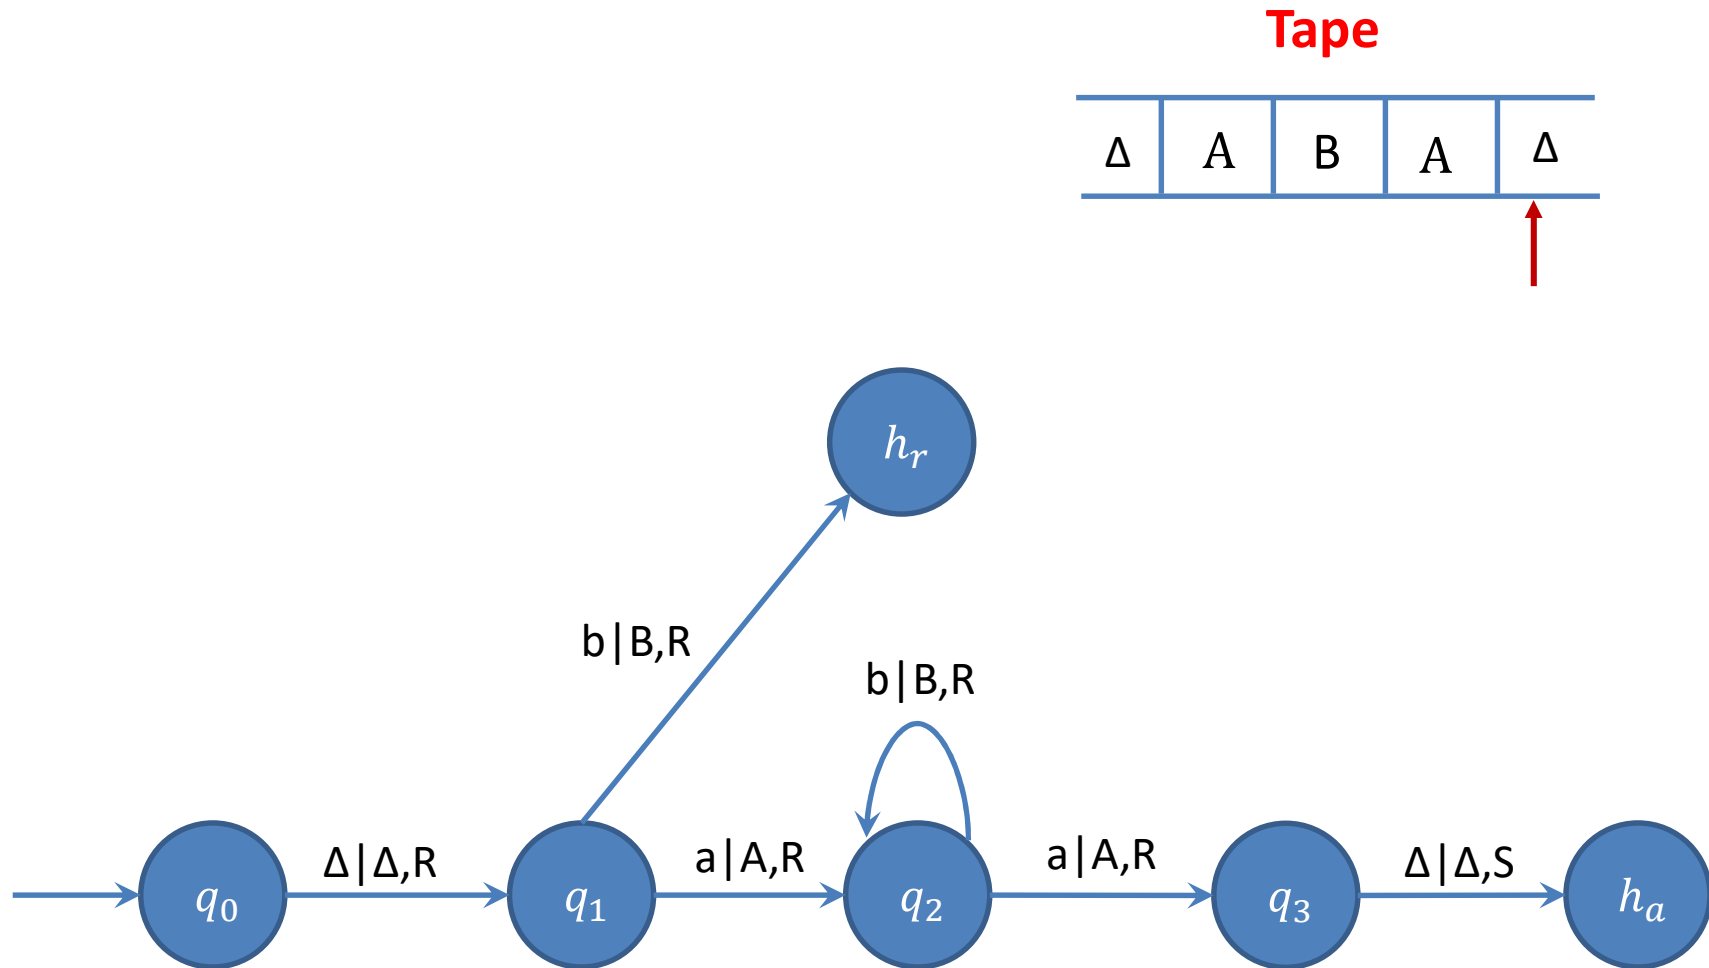 Tape
Δ A B A Δ
h_r
b|B,R
b|B,R
Δ|Δ,R a|A,R a|A,R Δ|Δ,S
q_0 q_1 q_2 q_3 h_a